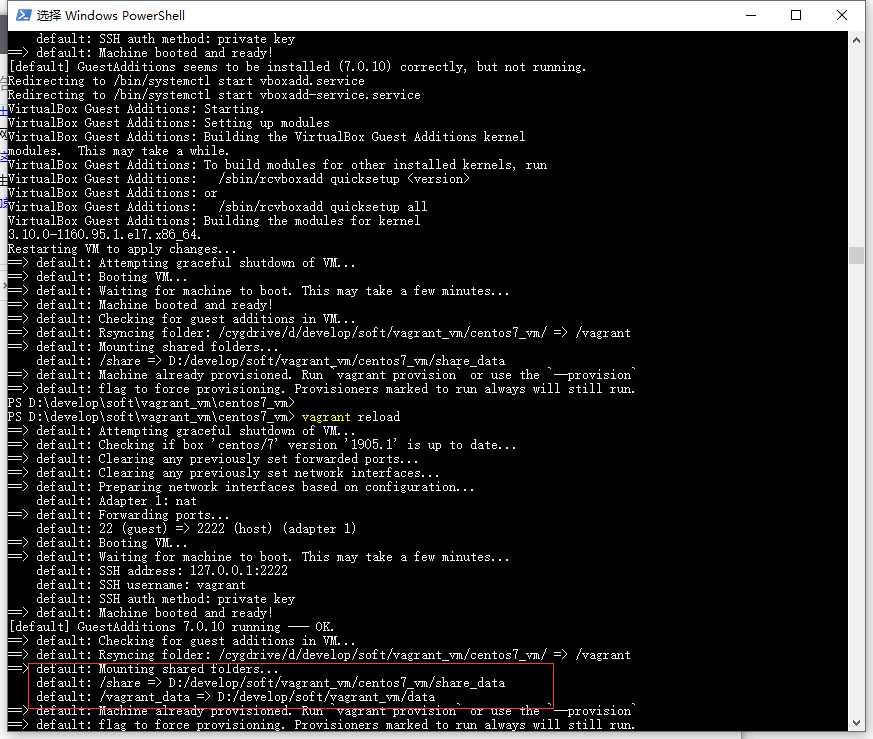 选择 Windows PowerShell
default: SSH auth method: private key
==> default: Machine booted and ready!
[default] GuestAdditions seems to be installed (7.0.10) correctly, but not running.
Redirecting to /bin/systemctl start vboxadd.service
Redirecting to /bin/systemctl start vboxadd-service.service
VirtualBox Guest Additions: Starting.
VirtualBox Guest Additions: Setting up modules
VirtualBox Guest Additions: Building the VirtualBox Guest Additions kernel
modules.  This may take a while.
VirtualBox Guest Additions: To build modules for other installed kernels, run
VirtualBox Guest Additions:   /sbin/rcvboxadd quicksetup <version>
VirtualBox Guest Additions: or
VirtualBox Guest Additions:   /sbin/rcvboxadd quicksetup all
VirtualBox Guest Additions: Building the modules for kernel
3.10.0-1160.95.1.el7.x86_64.
Restarting VM to apply changes...
==> default: Attempting graceful shutdown of VM...
==> default: Booting VM...
==> default: Waiting for machine to boot. This may take a few minutes...
==> default: Machine booted and ready!
==> default: Checking for guest additions in VM...
==> default: Rsyncing folder: /cygdrive/d/develop/soft/vagrant_vm/centos7_vm/ => /vagrant
==> default: Mounting shared folders...
default: /share => D:/develop/soft/vagrant_vm/centos7_vm/share_data
==> default: Machine already provisioned. Run `vagrant provision` or use the `--provision`
==> default: flag to force provisioning. Provisioners marked to run always will still run.
PS D:\develop\soft\vagrant_vm\centos7_vm>
PS D:\develop\soft\vagrant_vm\centos7_vm> vagrant reload
==> default: Attempting graceful shutdown of VM...
==> default: Checking if box 'centos/7' version '1905.1' is up to date...
==> default: Clearing any previously set forwarded ports...
==> default: Clearing any previously set network interfaces...
==> default: Preparing network interfaces based on configuration...
default: Adapter 1: nat
==> default: Forwarding ports...
default: 22 (guest) => 2222 (host) (adapter 1)
==> default: Booting VM...
==> default: Waiting for machine to boot. This may take a few minutes...
default: SSH address: 127.0.0.1:2222
default: SSH username: vagrant
default: SSH auth method: private key
==> default: Machine booted and ready!
[default] GuestAdditions 7.0.10 running --- OK.
==> default: Checking for guest additions in VM...
==> default: Rsyncing folder: /cygdrive/d/develop/soft/vagrant_vm/centos7_vm/ => /vagrant
==> default: Mounting shared folders...
default: /share => D:/develop/soft/vagrant_vm/centos7_vm/share_data
default: /vagrant_data => D:/develop/soft/vagrant_vm/data
==> default: Machine already provisioned. Run `vagrant provision` or use the `--provision`
==> default: flag to force provisioning. Provisioners marked to run always will still run.